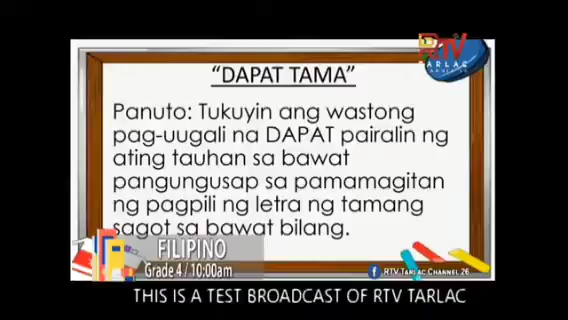 RTV
TARLAC
CHANNEL 26
"DAPAT TAMA"
Panuto: Tukuyin ang wastong
pag-uugali na DAPAT pairalin ng
ating tauhan sa bawat
pangungusap sa pamamagitan
ng pagpili ng letra ng tamang
sagot sa bawat bilang.
FILIPINO
Grade 4 / 10:00am
RTV Tarlac Channel 26
THIS IS A TEST BROADCAST OF RTV TARLAC